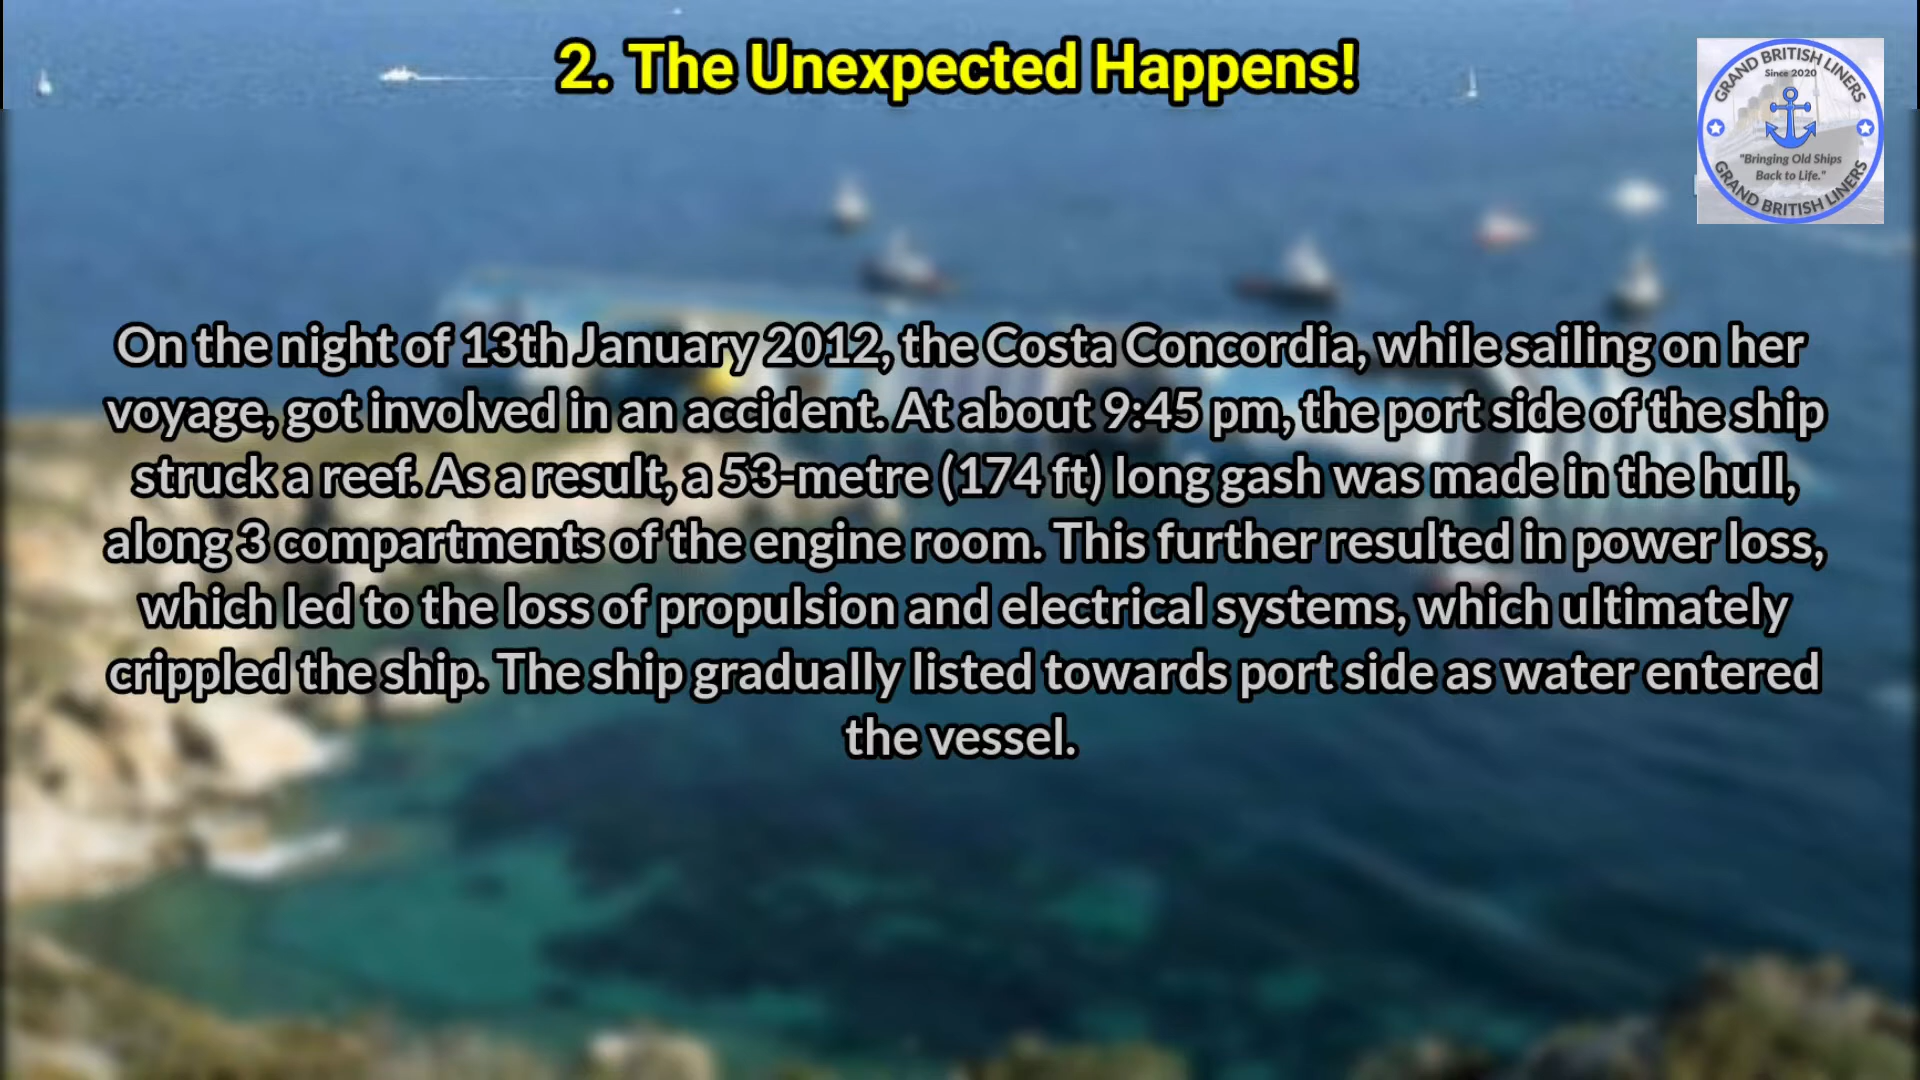 2. The Unexpected Happens!
GRAND BRITISH LINERS
Since 2020
"Bringing Old Ships
Back to Life."
GRAND BRITISH LINERS
On the night of 13th January 2012, the Costa Concordia, while sailing on her
voyage, got involved in an accident. At about 9:45 pm, the port side of the ship
struck a reef. As a result, a 53-metre (174 ft) long gash was made in the hull,
along 3 compartments of the engine room. This further resulted in power loss,
which led to the loss of propulsion and electrical systems, which ultimately
crippled the ship. The ship gradually listed towards port side as water entered
the vessel.